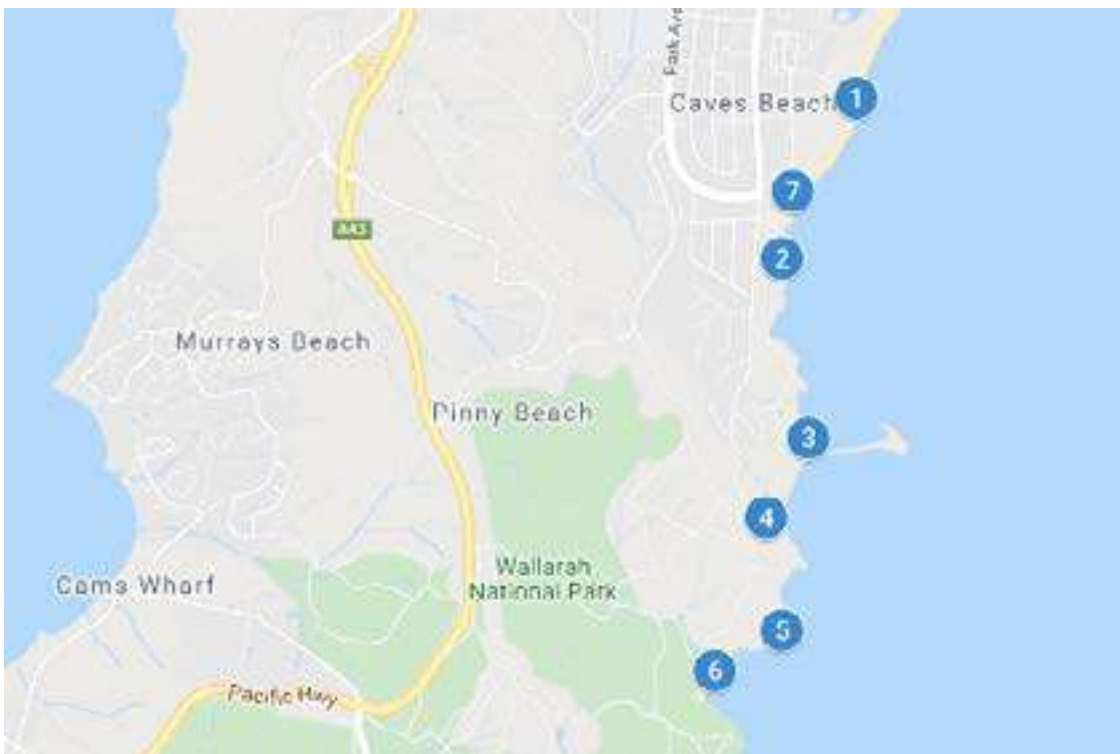 Caves Beach
1
7
2
A43
Murrays Beach
Pinny Beach
3
4
Wallarah
National Park
Cams Wharf
5
6
Pacific Hwy